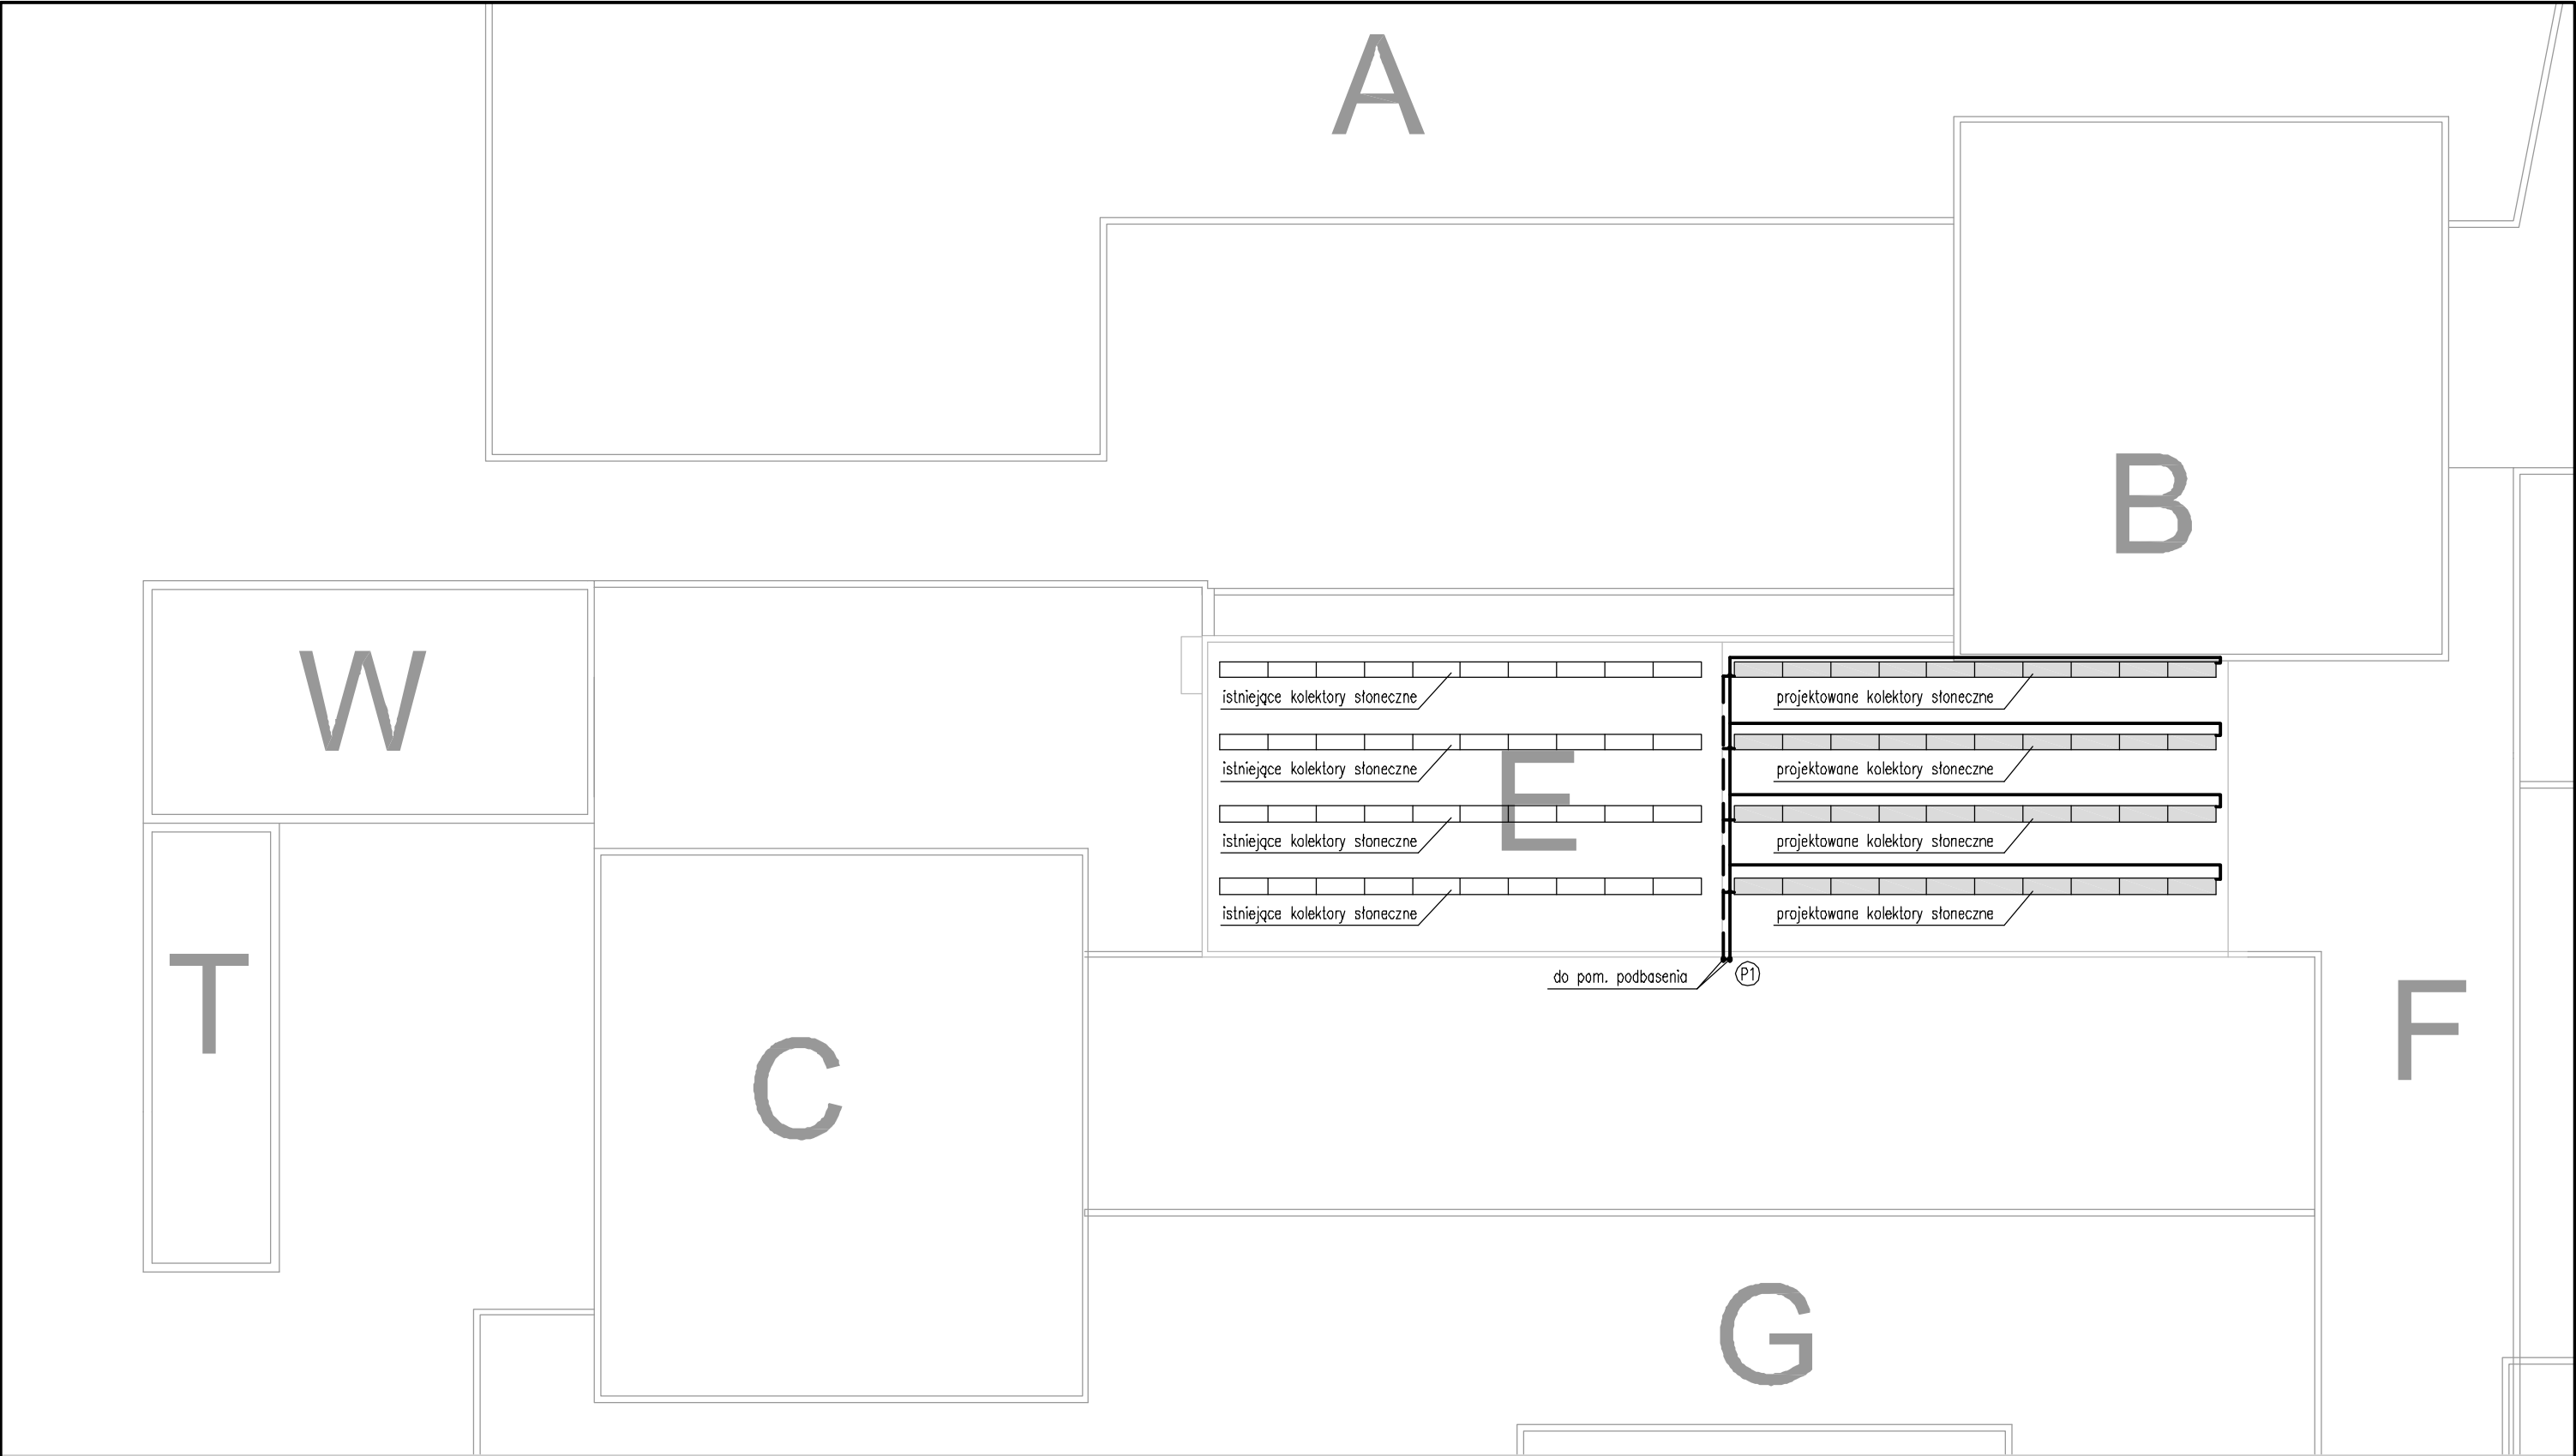 A
B
W
istniejące kolektory słoneczne
projektowane kolektory słoneczne
istniejące kolektory słoneczne
E
projektowane kolektory słoneczne
istniejące kolektory słoneczne
projektowane kolektory słoneczne
istniejące kolektory słoneczne
projektowane kolektory słoneczne
do pom. podbasenia
P1
T
C
F
G